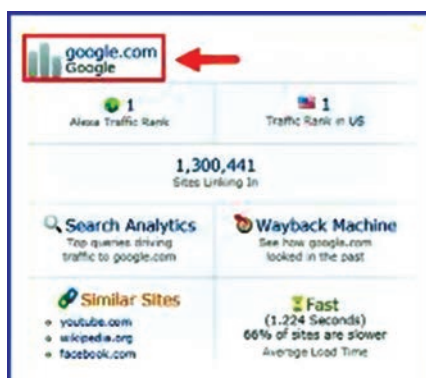 google.com
Google
1
Alexa Traffic Rank
1
Traffic Rank in US
1,300,441
Sites Linking In
Search Analytics
Top queries driving
traffic to google.com
Wayback Machine
See how google.com
looked in the past
Similar Sites
youtube.com
wikipedia.org
facebook.com
Fast
(1.224 Seconds)
66% of sites are slower
Average Load Time